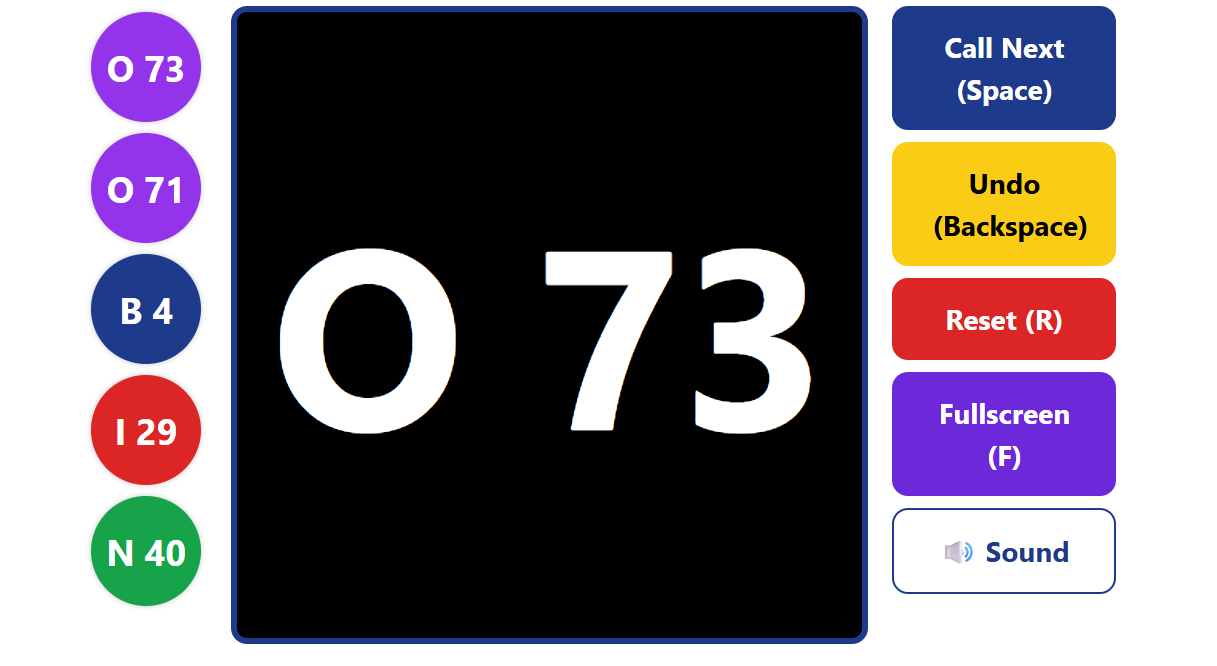 O 73
O 71
B 4
I 29
N 40
O 73
Call Next
(Space)
Undo
(Backspace)
Reset (R)
Fullscreen
(F)
Sound